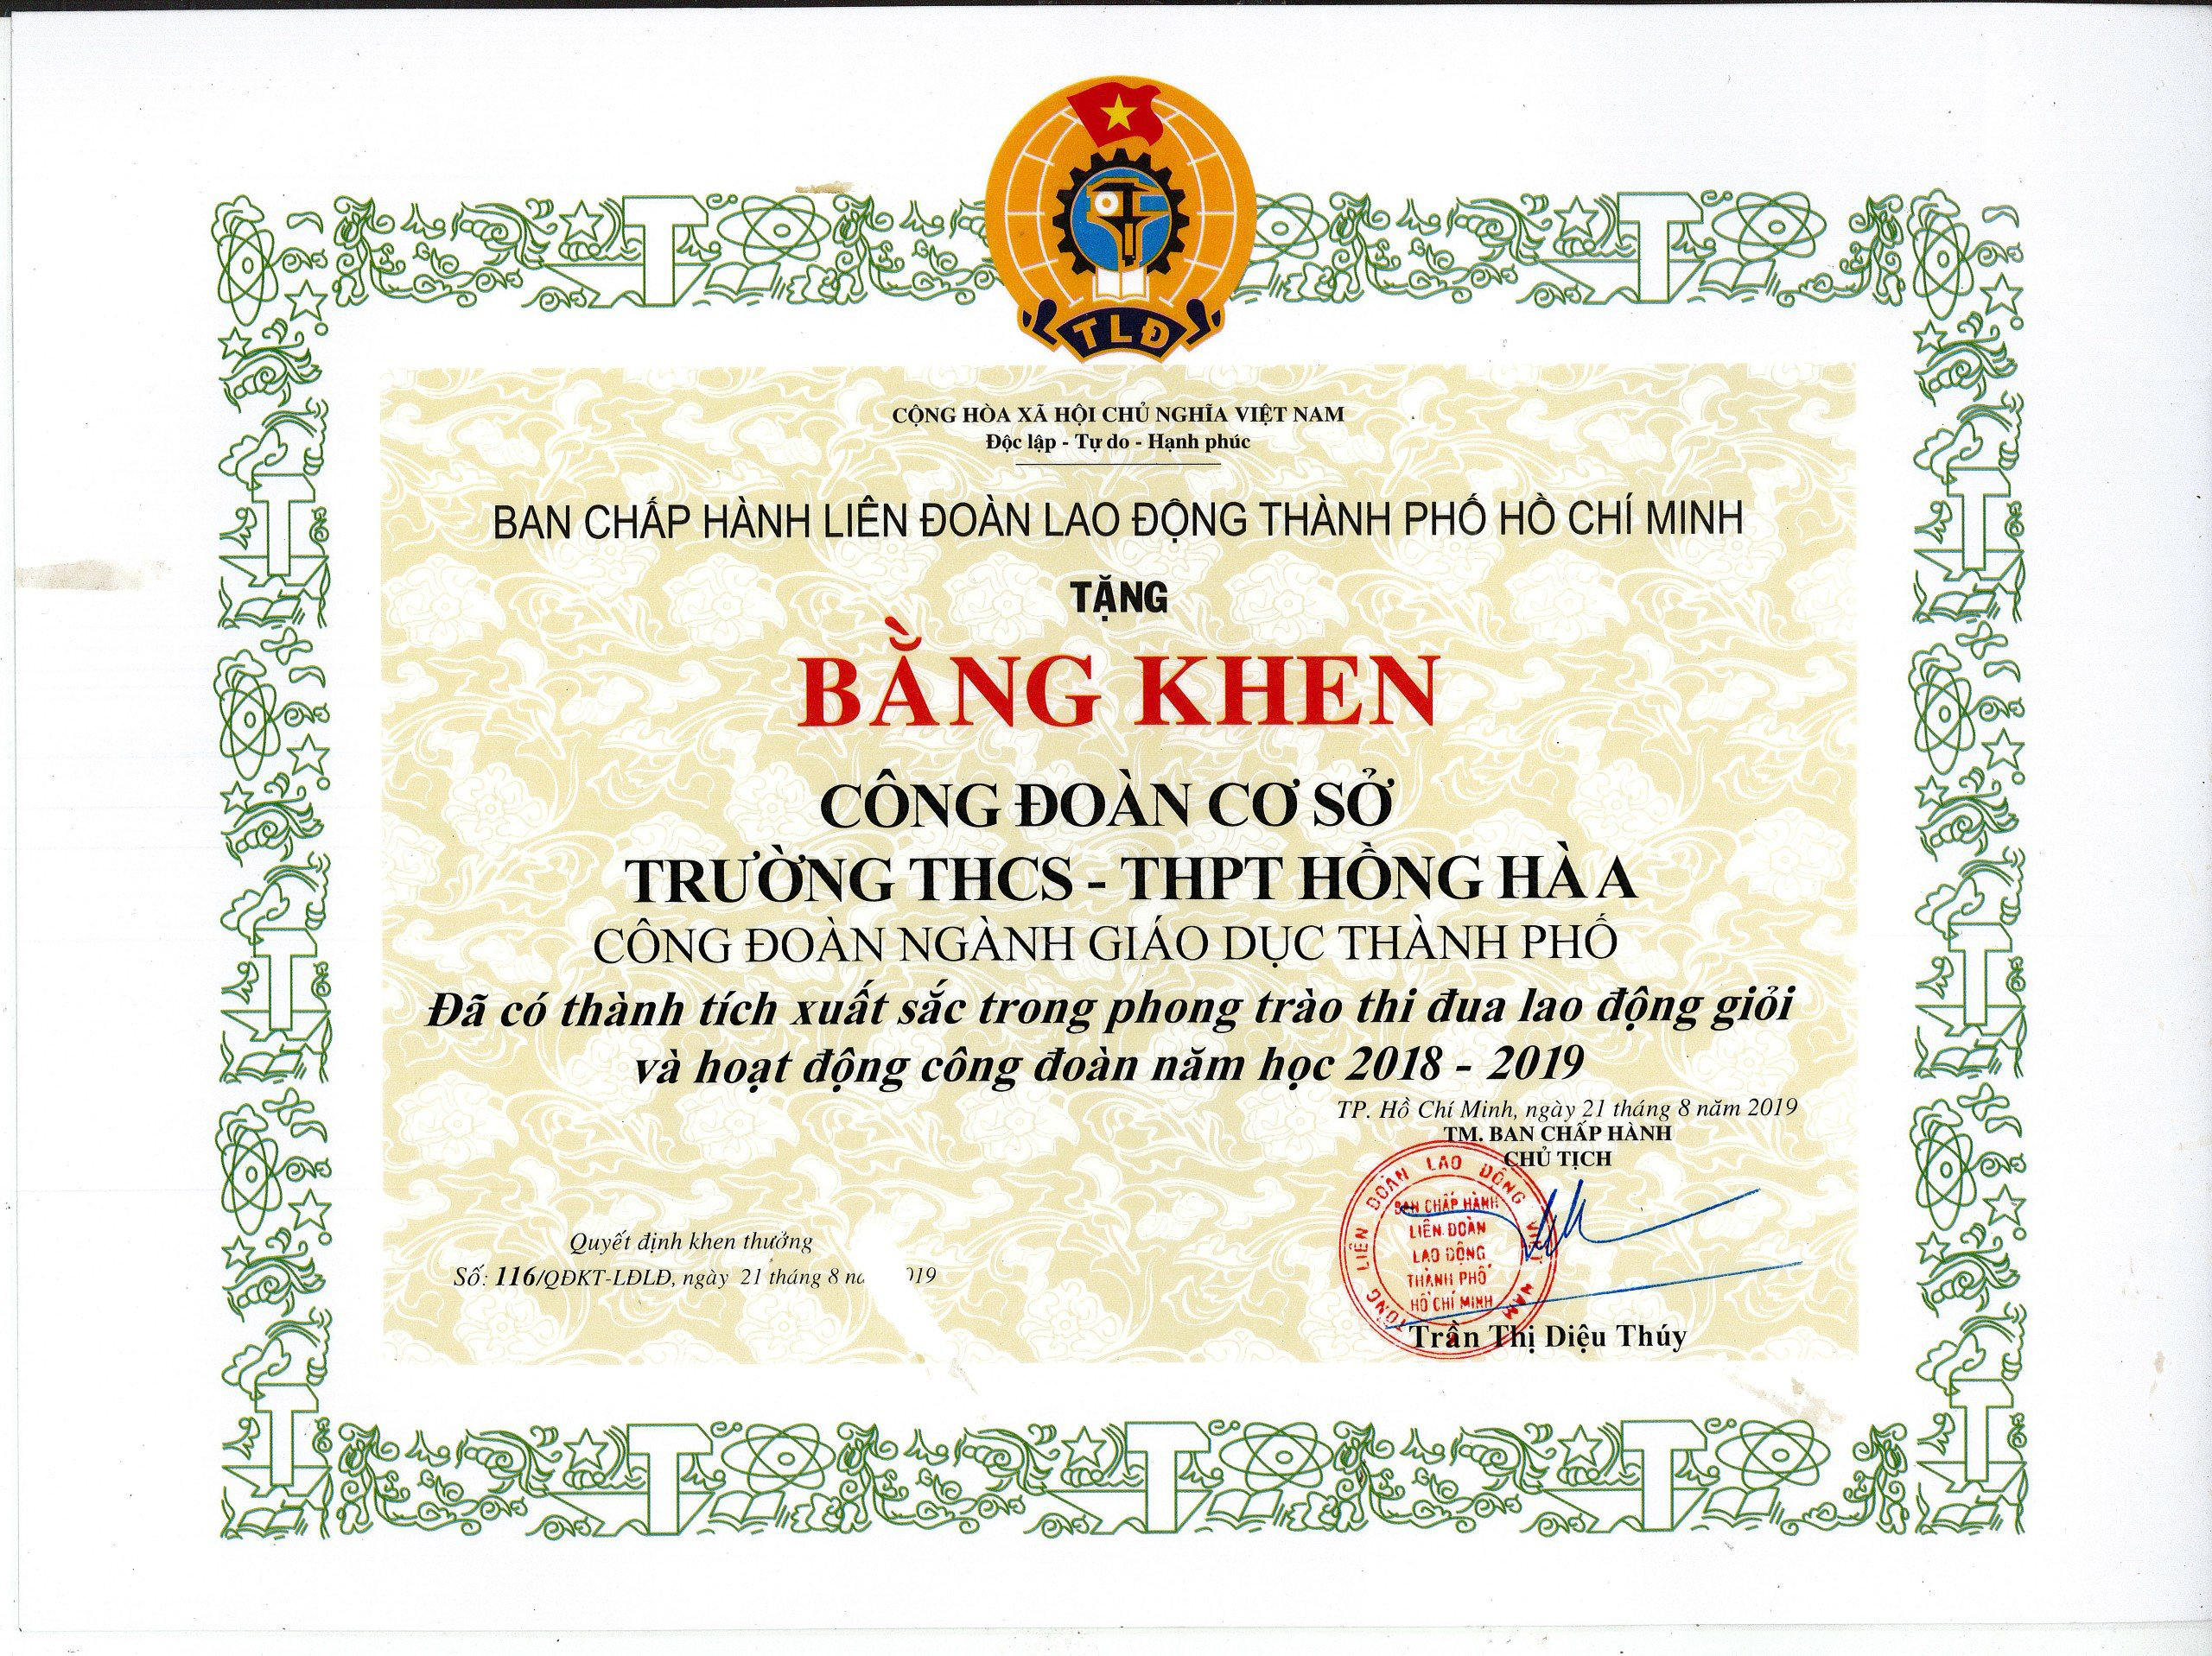 TLĐ
CỘNG HÒA XÃ HỘI CHỦ NGHĨA VIỆT NAM
Độc lập - Tự do - Hạnh phúc
BAN CHẤP HÀNH LIÊN ĐOÀN LAO ĐỘNG THÀNH PHỐ HỒ CHÍ MINH
TẶNG
BẰNG KHEN
CÔNG ĐOÀN CƠ SỞ
TRƯỜNG THCS - THPT HỒNG HÀ A
CÔNG ĐOÀN NGÀNH GIÁO DỤC THÀNH PHỐ
Đã có thành tích xuất sắc trong phong trào thi đua lao động giỏi
và hoạt động công đoàn năm học 2018 - 2019
TP. Hồ Chí Minh, ngày 21 tháng 8 năm 2019
TM. BAN CHẤP HÀNH
CHỦ TỊCH
TỔNG LIÊN ĐOÀN LAO ĐỘNG VIỆT NAM
BAN CHẤP HÀNH
LIÊN ĐOÀN
LAO ĐỘNG
THÀNH PHỐ
HỒ CHÍ MINH
Trần Thị Diệu Thúy
Quyết định khen thưởng
Số: 116/QĐKT-LĐLĐ, ngày 21 tháng 8